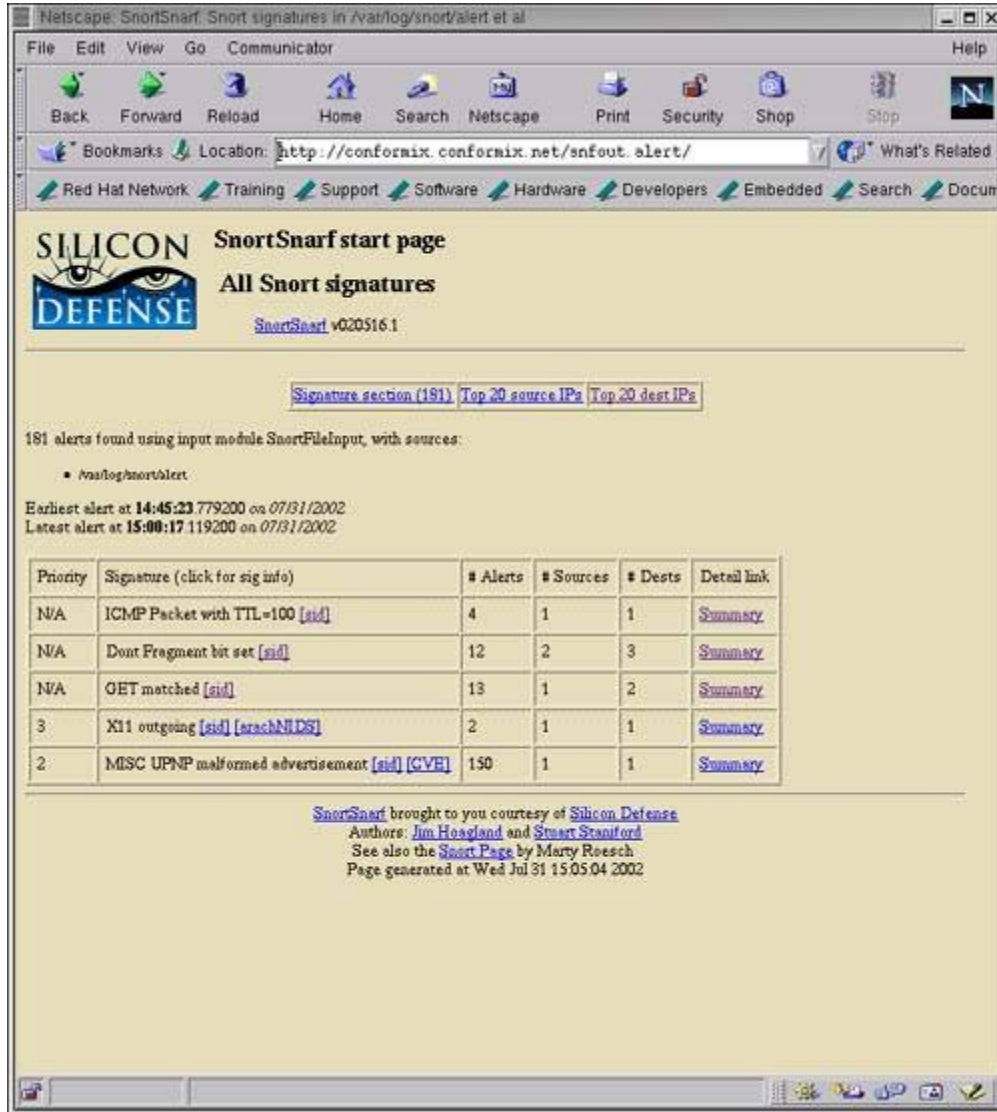 Netscape: SnortSnarf: Snort signatures in /var/log/snort/alert et al
File Edit View Go Communicator Help
Back Forward Reload Home Search Netscape Print Security Shop Stop
N
Bookmarks Location: http://conformix.conformix.net/snfout.alert/ What's Related
Red Hat Network Training Support Software Hardware Developers Embedded Search Docum
SILICON DEFENSE
SnortSnarf start page
All Snort signatures
SnortSnarf v020516.1
Signature section (181) Top 20 source IPs Top 20 dest IPs
181 alerts found using input module SnortFileInput, with sources:
• /var/log/snort/alert
Earliest alert at 14:45:23.779200 on 07/31/2002
Latest alert at 15:00:17.119200 on 07/31/2002
Priority Signature (click for sig info) # Alerts # Sources # Dests Detail link
N/A ICMP Packet with TTL=100 [sid] 4 1 1 Summary
N/A Dont Fragment bit set [sid] 12 2 3 Summary
N/A GET matched [sid] 13 1 2 Summary
3 X11 outgoing [sid] [arachNIDS] 2 1 1 Summary
2 MISC UPNP malformed advertisement [sid] [CVE] 150 1 1 Summary
SnortSnarf brought to you courtesy of Silicon Defense
Authors: Jim Hoagland and Stuart Staniford
See also the Snort Page by Marty Roesch
Page generated at Wed Jul 31 15:05:04 2002